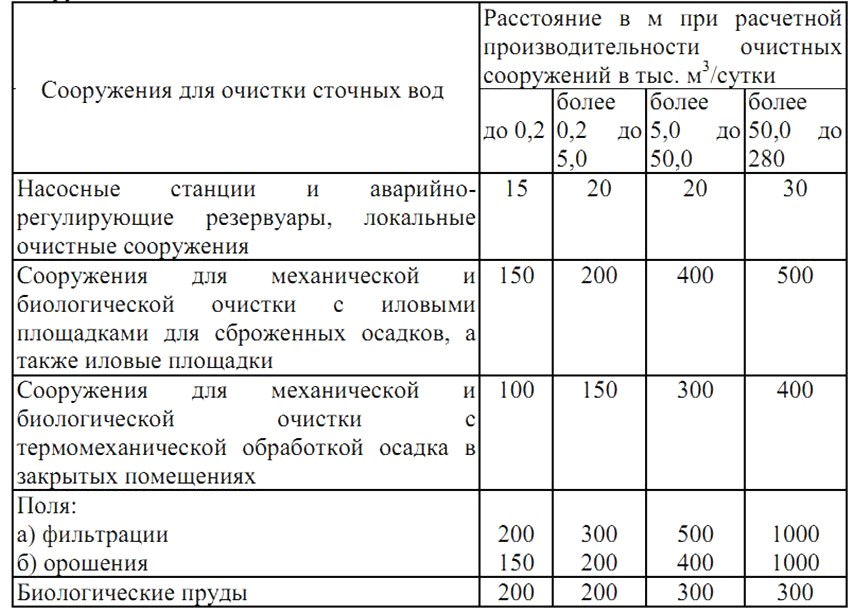 Расстояние в м при расчетной
производительности очистных
сооружений в тыс. м³/сутки
Сооружения для очистки сточных вод
до 0,2
более
0,2 до
5,0
более
5,0 до
50,0
более
50,0 до
280
Насосные станции и аварийно-
регулирующие резервуары, локальные
очистные сооружения
15 20 20 30
Сооружения для механической и
биологической очистки с иловыми
площадками для сброженных осадков, а
также иловые площадки
150 200 400 500
Сооружения для механической и
биологической очистки с
термомеханической обработкой осадка в
закрытых помещениях
100 150 300 400
Поля:
а) фильтрации 200 300 500 1000
б) орошения 150 200 400 1000
Биологические пруды 200 200 300 300